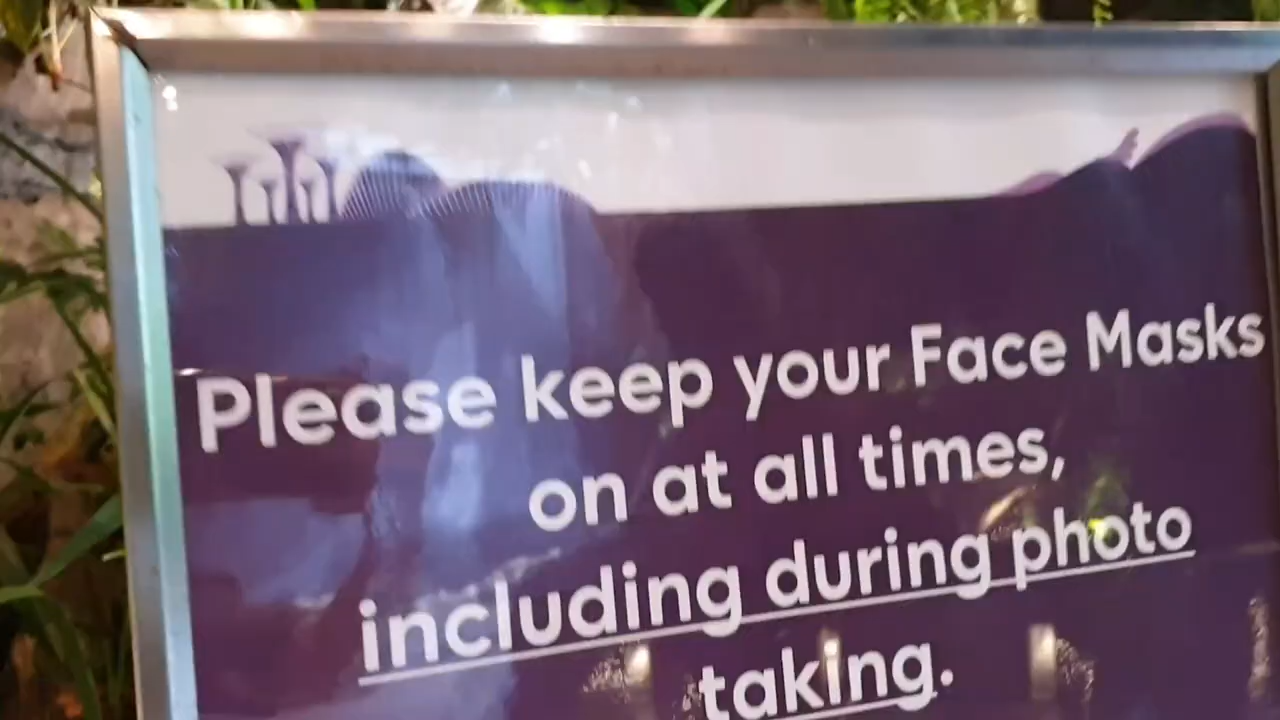 Please keep your Face Masks
on at all times,
including during photo
taking.